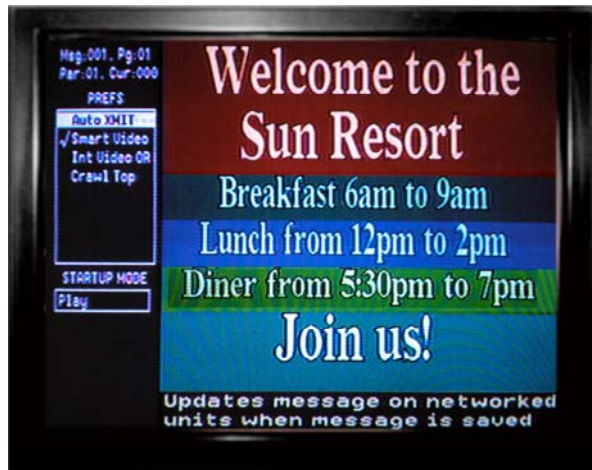 Msg:001, Pg:01
Par:01, Cur:000
PREFS
Auto XMIT
√Smart Video
Int Video OR
Crawl Top
STARTUP MODE
Play
Welcome to the
Sun Resort
Breakfast 6am to 9am
Lunch from 12pm to 2pm
Diner from 5:30pm to 7pm
Join us!
Updates message on networked
units when message is saved